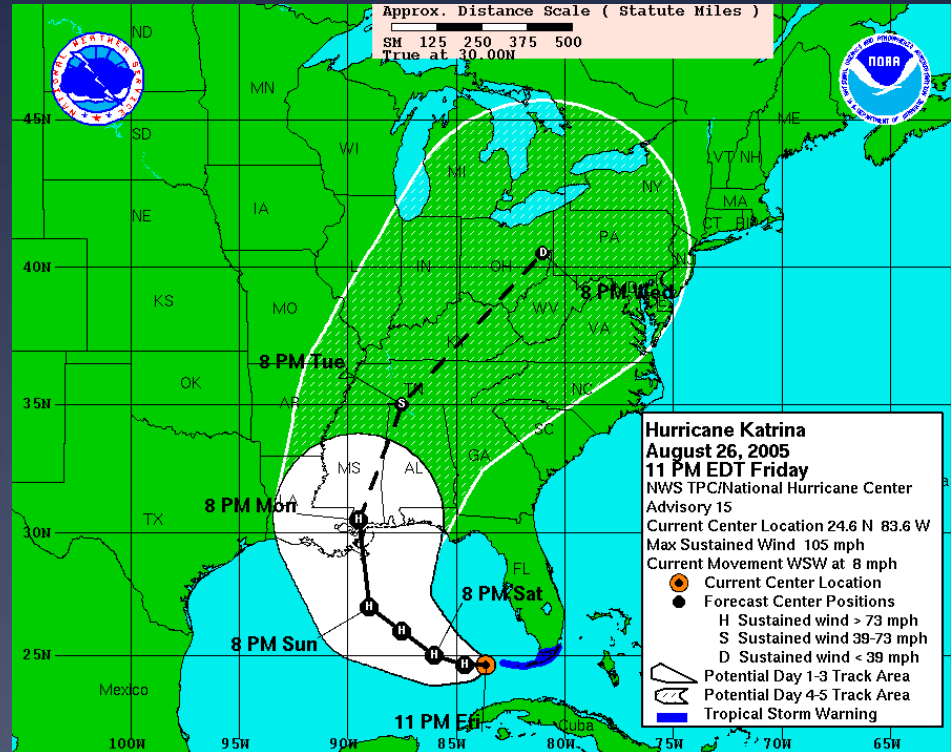 Approx. Distance Scale ( Statute Miles )
SM 125 250 375 500
True at 30.00N
NATIONAL WEATHER SERVICE
NOAA
ND
MN
ME
45N
SD
WI
VT NH
MI
NY
MA
NE
IA
CT
PA
40N
IN
OH
8 PM Wed
KS
MO
WV
VA
8 PM Tue
OK
TN
NC
35N
S
D
SC
MS
AL
GA
LA
8 PM Mon
TX
H
30N
FL
8 PM Sat
H
8 PM Sun
H
H
H
25N
Mexico
11 PM Fri
Cuba
100W 95W 90W 85W 80W 75W 70W 65W
Hurricane Katrina
August 26, 2005
11 PM EDT Friday
NWS TPC/National Hurricane Center
Advisory 15
Current Center Location 24.6 N 83.6 W
Max Sustained Wind 105 mph
Current Movement WSW at 8 mph
Current Center Location
Forecast Center Positions
H Sustained wind > 73 mph
S Sustained wind 39-73 mph
D Sustained wind < 39 mph
Potential Day 1-3 Track Area
Potential Day 4-5 Track Area
Tropical Storm Warning